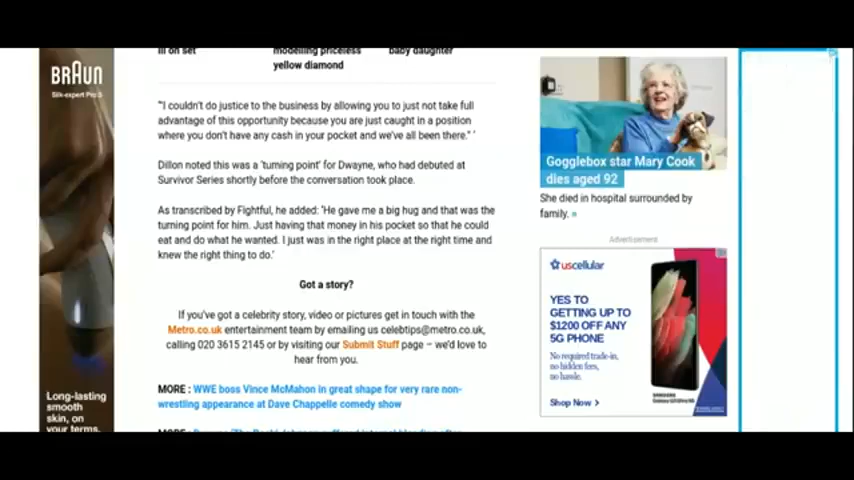 ill on set
modelling priceless
yellow diamond
baby daughter
BRAUN
Silk-expert Pro 5
"'I couldn't do justice to the business by allowing you to just not take full
advantage of this opportunity because you are just caught in a position
where you don't have any cash in your pocket and we've all been there." '
Dillon noted this was a 'turning point' for Dwayne, who had debuted at
Survivor Series shortly before the conversation took place.
As transcribed by Fightful, he added: 'He gave me a big hug and that was the
turning point for him. Just having that money in his pocket so that he could
eat and do what he wanted. I just was in the right place at the right time and
knew the right thing to do.'
Got a story?
If you've got a celebrity story, video or pictures get in touch with the
Metro.co.uk entertainment team by emailing us celebtips@metro.co.uk,
calling 020 3615 2145 or by visiting our Submit Stuff page – we'd love to
hear from you.
MORE : WWE boss Vince McMahon in great shape for very rare non-
wrestling appearance at Dave Chappelle comedy show
Long-lasting
smooth
skin, on
your terms.
Gogglebox star Mary Cook
dies aged 92
She died in hospital surrounded by
family. »
Advertisement
uscellular
YES TO
GETTING UP TO
$1200 OFF ANY
5G PHONE
No required trade-in,
no hidden fees,
no hassle.
Shop Now >
SAMSUNG